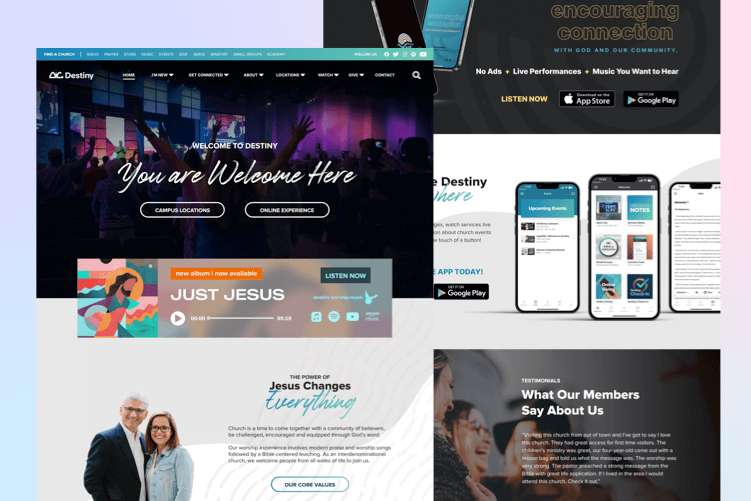 FIND-A-CHURCH | RADIO PRAYER STORE MUSIC EVENTS GIVE SERVE MINISTRY SMALL GROUPS ACADEMY FOLLOW US
Destiny HOME I'M NEW GET CONNECTED ABOUT LOCATIONS WATCH GIVE CONTACT
WELCOME TO DESTINY
You are Welcome Here
CAMPUS LOCATIONS ONLINE EXPERIENCE
new album | now available
LISTEN NOW
JUST JESUS
destiny worship music
00:00 05:19
amazon music
THE POWER OF
Jesus Changes
Everything
Church is a time to come together with a community of believers,
be challenged, encouraged and equipped through God's word.
Our worship experience involves modern praise and worship songs
followed by a Bible-centered teaching. As an interdenominational
church, we welcome people from all walks of life to join us.
OUR CORE VALUES
encouraging
connection
WITH GOD AND OUR COMMUNITY.
No Ads + Live Performances + Music You Want to Hear
LISTEN NOW
Download on the
App Store
GET IT ON
Google Play
e Destiny
here
ges, watch services live
on about church events
e touch of a button!
E APP TODAY!
GET IT ON
Google Play
Upcoming Events
NOTES
Online
Giving
Check-In
TESTIMONIALS
What Our Members
Say About Us
"Visiting this church from out of town and I've got to say I love
this church. They had great access for first time visitors. The
children's ministry was great, our four-year-old came out with a
lesson bag and told us what the message was. The worship was
very strong. The pastor preached a strong message from the
Bible with great life application. If I lived in the area I would
attend this church. Check it out."